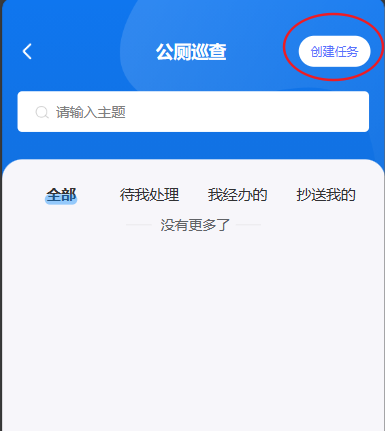 公厕巡查
创建任务
请输入主题
全部 待我处理 我经办的 抄送我的
没有更多了